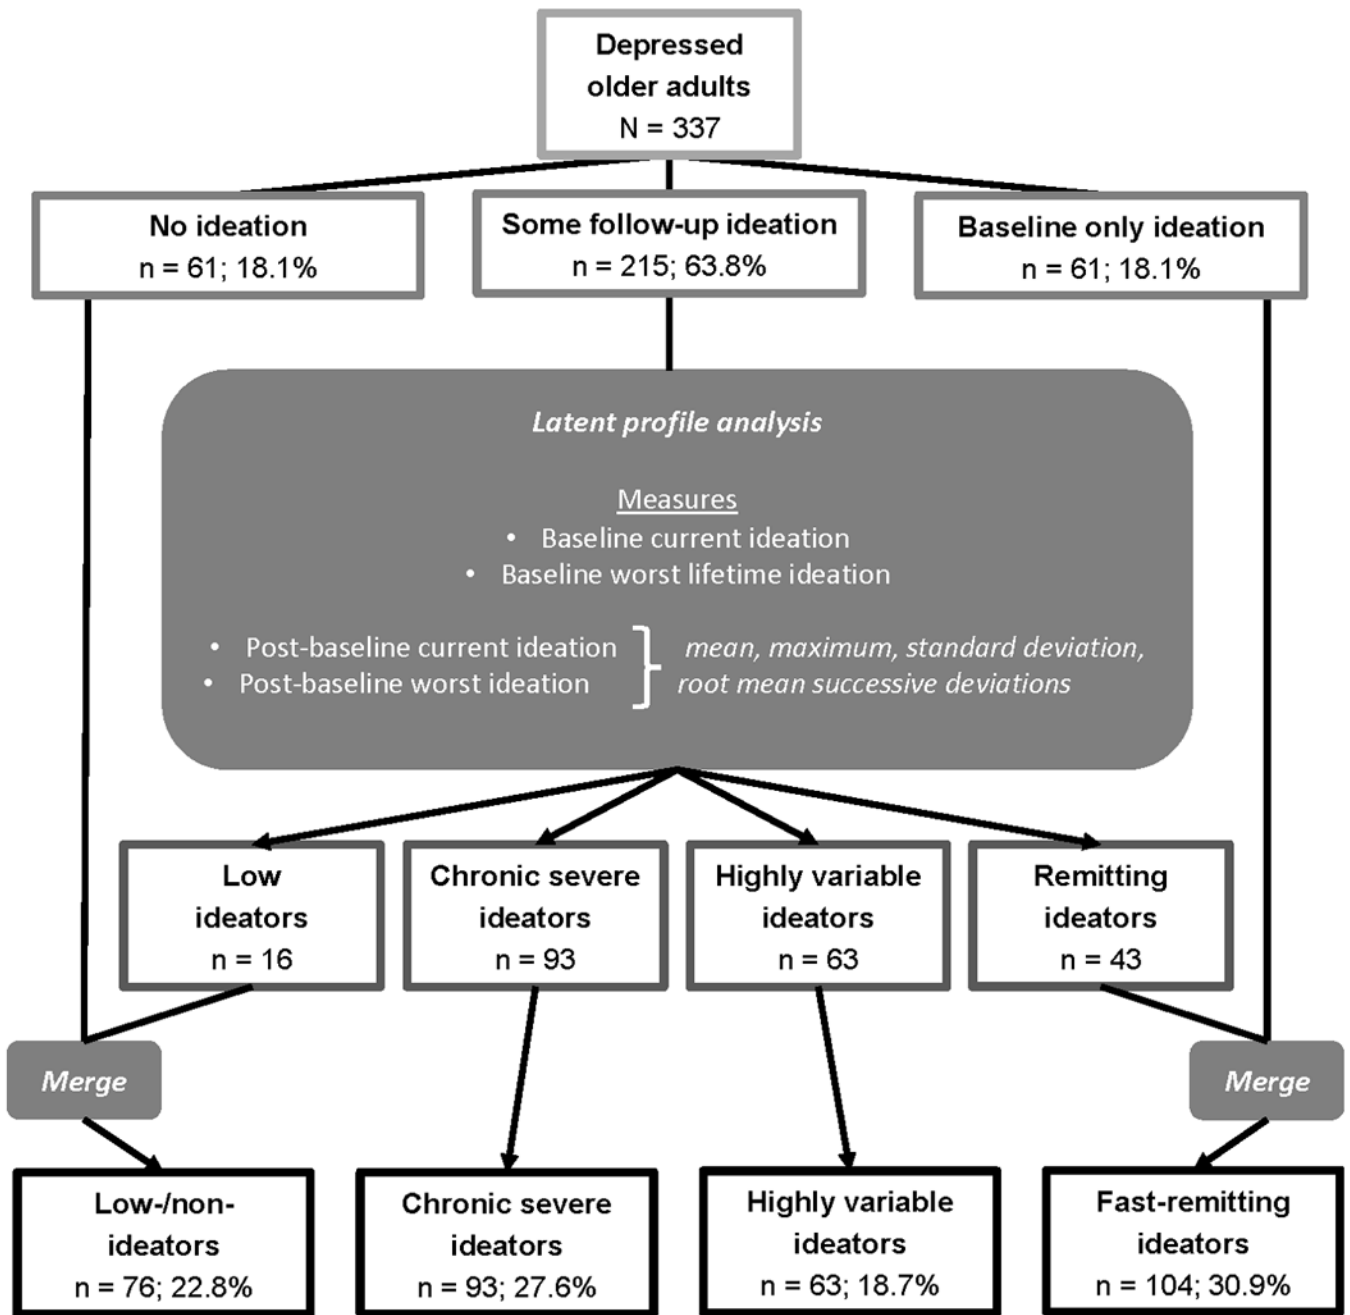 Depressed
older adults
N = 337
No ideation
n = 61; 18.1%
Some follow-up ideation
n = 215; 63.8%
Baseline only ideation
n = 61; 18.1%
Latent profile analysis
Measures
• Baseline current ideation
• Baseline worst lifetime ideation
• Post-baseline current ideation
• Post-baseline worst ideation
mean, maximum, standard deviation,
root mean successive deviations
Low
ideators
n = 16
Chronic severe
ideators
n = 93
Highly variable
ideators
n = 63
Remitting
ideators
n = 43
Merge
Merge
Low-/non-
ideators
n = 76; 22.8%
Chronic severe
ideators
n = 93; 27.6%
Highly variable
ideators
n = 63; 18.7%
Fast-remitting
ideators
n = 104; 30.9%